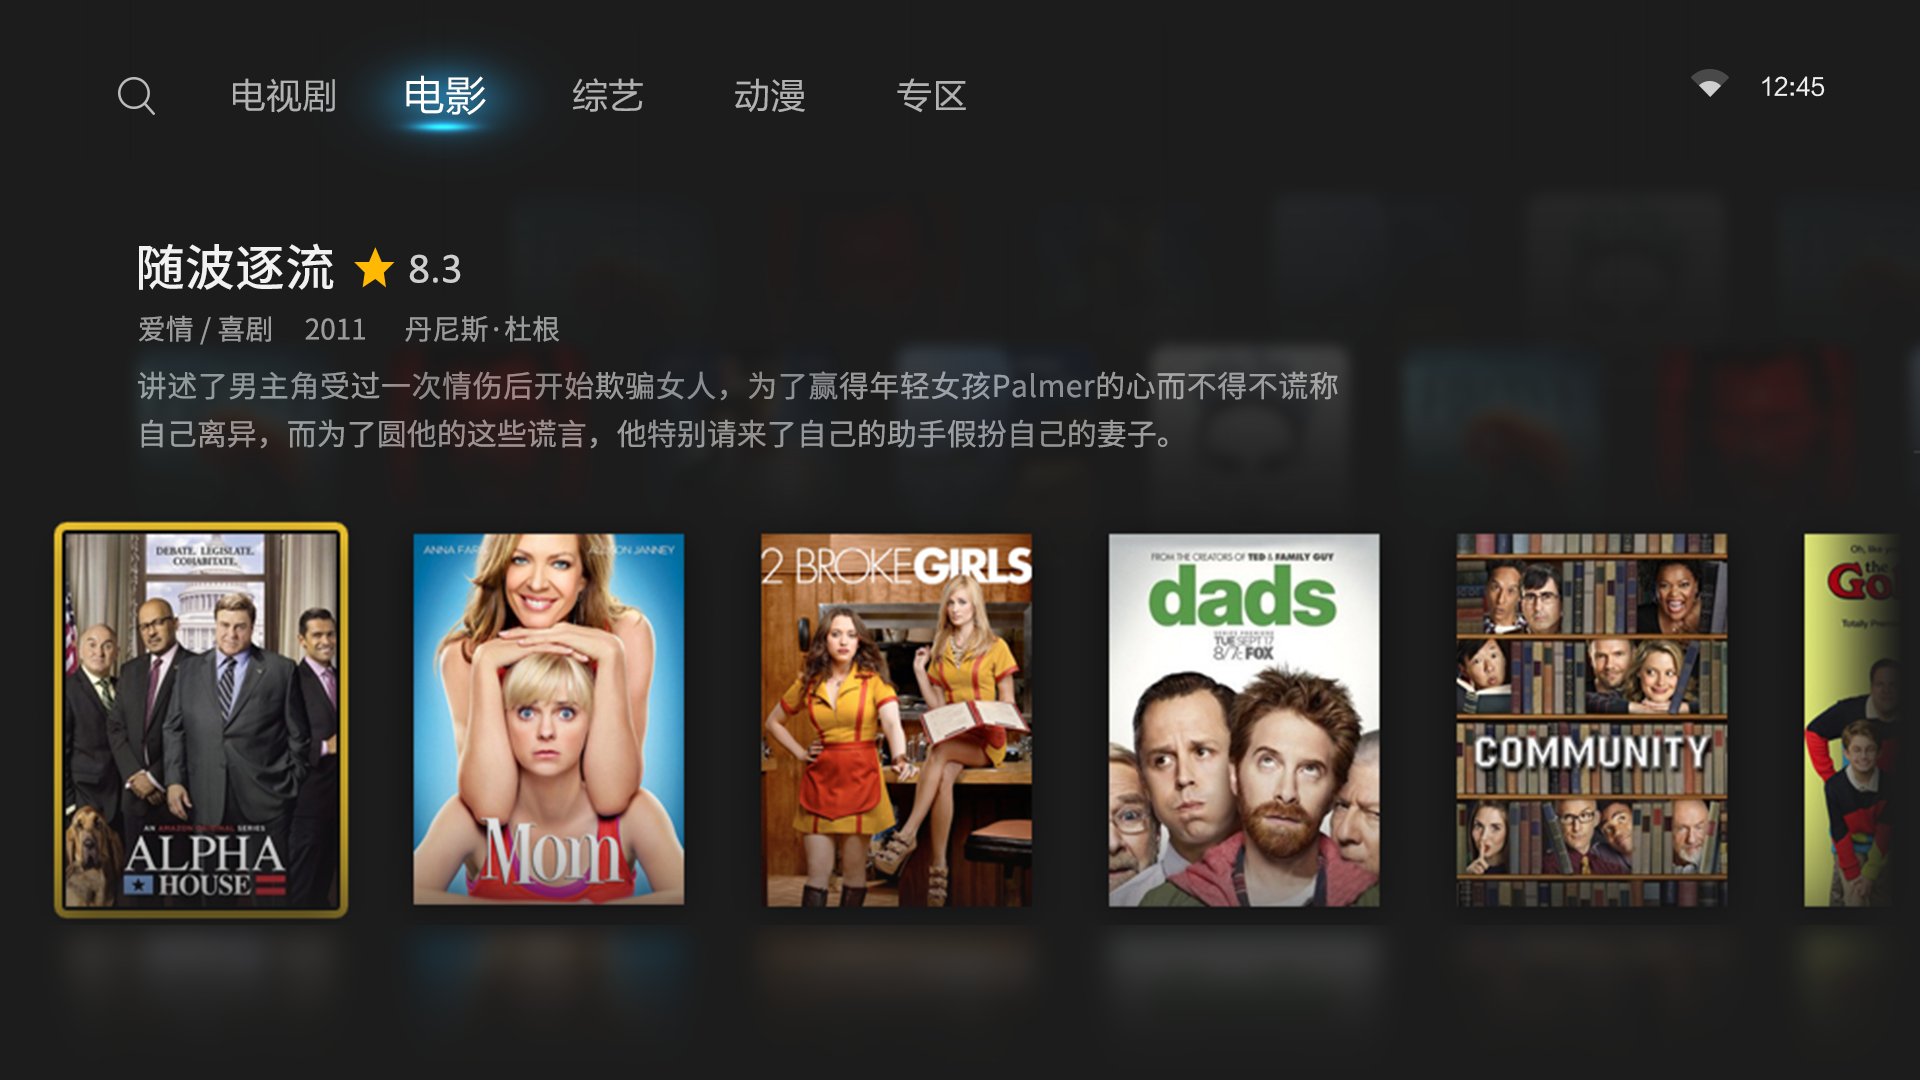 电视剧 电影 综艺 动漫 专区 12:45
随波逐流 8.3
爱情 / 喜剧 2011 丹尼斯·杜根
讲述了男主角受过一次情伤后开始欺骗女人，为了赢得年轻女孩Palmer的心而不得不谎称
自己离异，而为了圆他的这些谎言，他特别请来了自己的助手假扮自己的妻子。
DEBATE. LEGISLATE.
COHABITATE.
AN AMAZON ORIGINAL SERIES
ALPHA
HOUSE
ANNA FARIS ALLISON JANNEY
Mom
2 BROKE GIRLS
FROM THE CREATORS OF TED & FAMILY GUY
dads
SERIES PREMIERE
TUE SEPT 17
8/7c FOX
COMMUNITY
Oh, like
the
Go
Totally